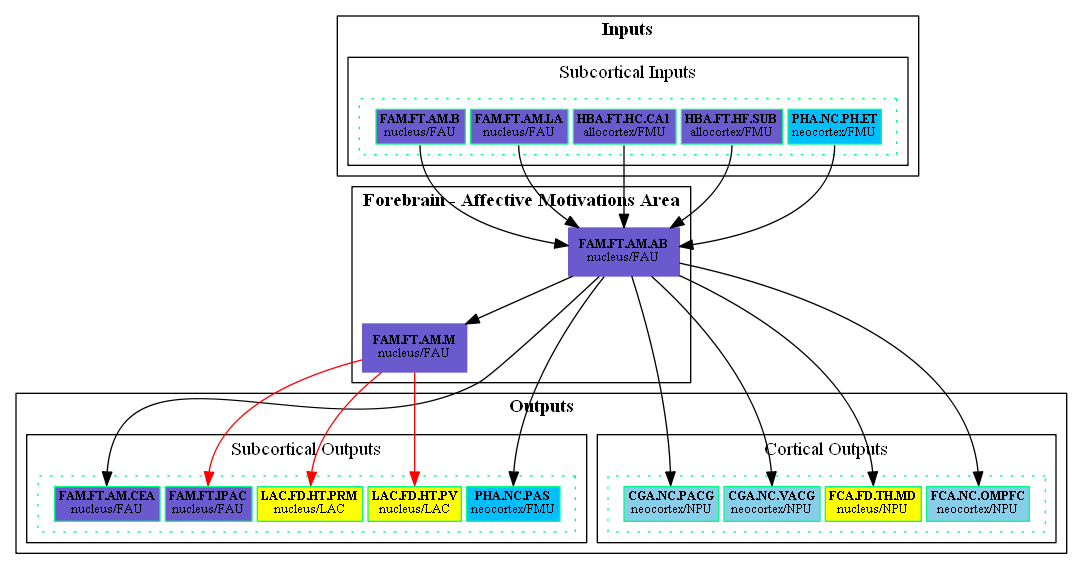 Inputs
Subcortical Inputs
FAM.FT.AM.B
nucleus/FAU
FAM.FT.AM.LA
nucleus/FAU
HBA.FT.HC.CA1
allocortex/FMU
HBA.FT.HF.SUB
allocortex/FMU
PHA.NC.PH.ET
neocortex/FMU
Forebrain - Affective Motivations Area
FAM.FT.AM.AB
nucleus/FAU
FAM.FT.AM.M
nucleus/FAU
Outputs
Subcortical Outputs
FAM.FT.AM.CEA
nucleus/FAU
FAM.FT.IPAC
nucleus/FAU
LAC.FD.HT.PRM
nucleus/LAC
LAC.FD.HT.PV
nucleus/LAC
PHA.NC.PAS
neocortex/FMU
Cortical Outputs
CGA.NC.PACG
neocortex/NPU
CGA.NC.VACG
neocortex/NPU
FCA.FD.TH.MD
nucleus/NPU
FCA.NC.OMPFC
neocortex/NPU